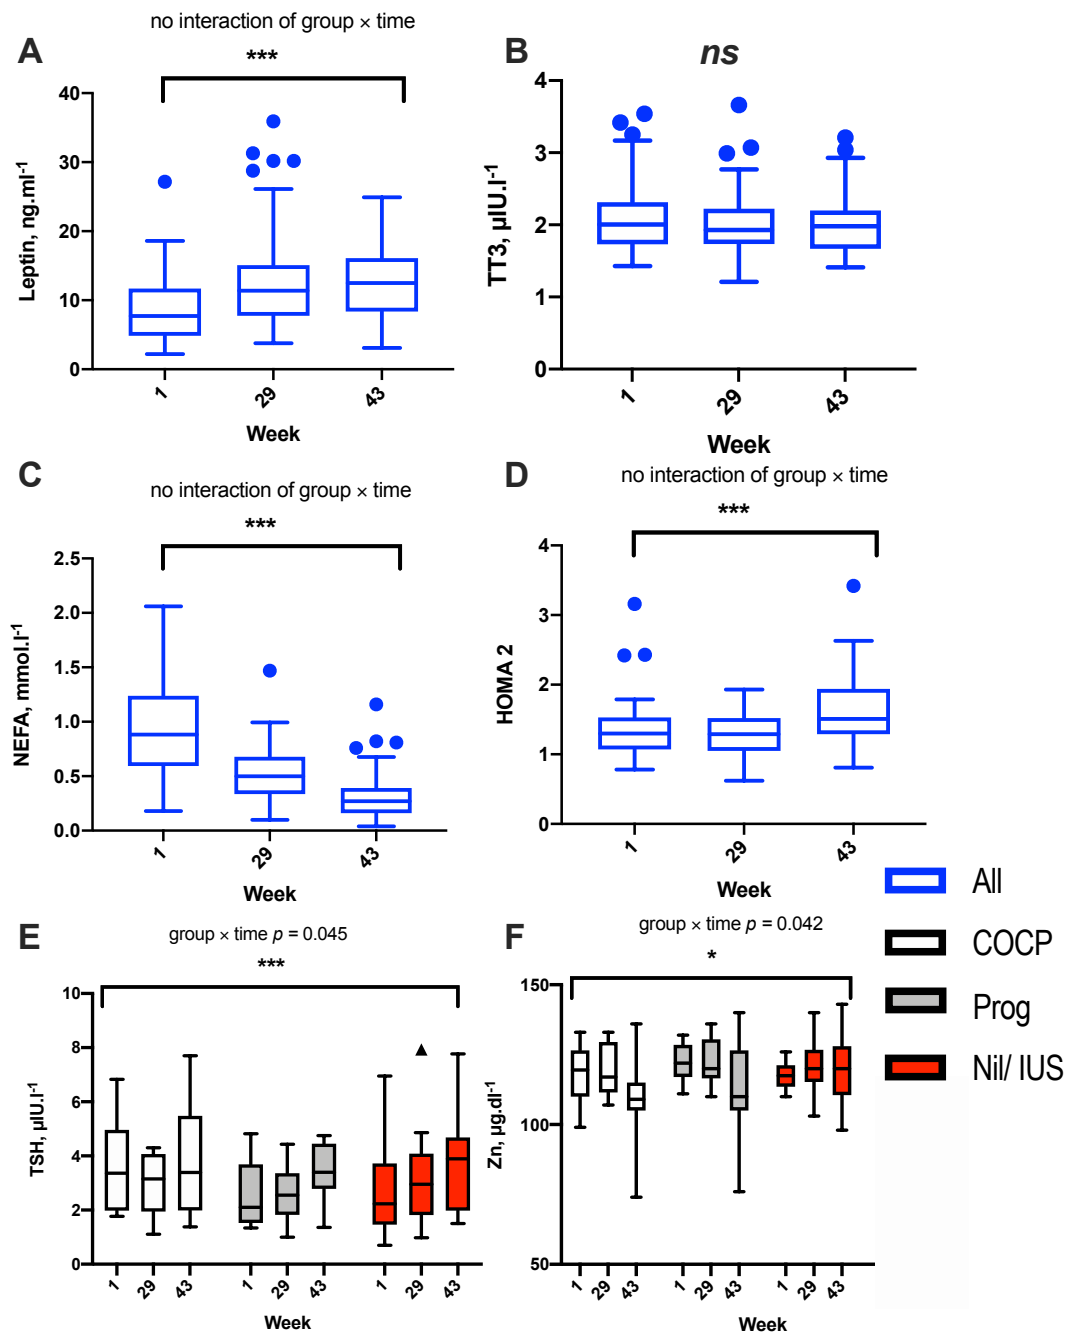 A
no interaction of group × time
***
40
30
20
10
0
Leptin, ng.ml⁻¹
1
29
43
Week
B
ns
4
3
2
1
0
TT3, µIU.l⁻¹
1
29
43
Week
C
no interaction of group × time
***
2.5
2.0
1.5
1.0
0.5
0.0
NEFA, mmol.l⁻¹
1
29
43
Week
D
no interaction of group × time
***
4
3
2
1
0
HOMA 2
1
29
43
Week
All
COCP
Prog
Nil/ IUS
E
group × time p = 0.045
***
10
8
6
4
2
0
TSH, µIU.l⁻¹
1
29
43
1
29
43
1
29
43
Week
F
group × time p = 0.042
*
150
100
50
Zn, µg.dl⁻¹
1
29
43
1
29
43
1
29
43
Week